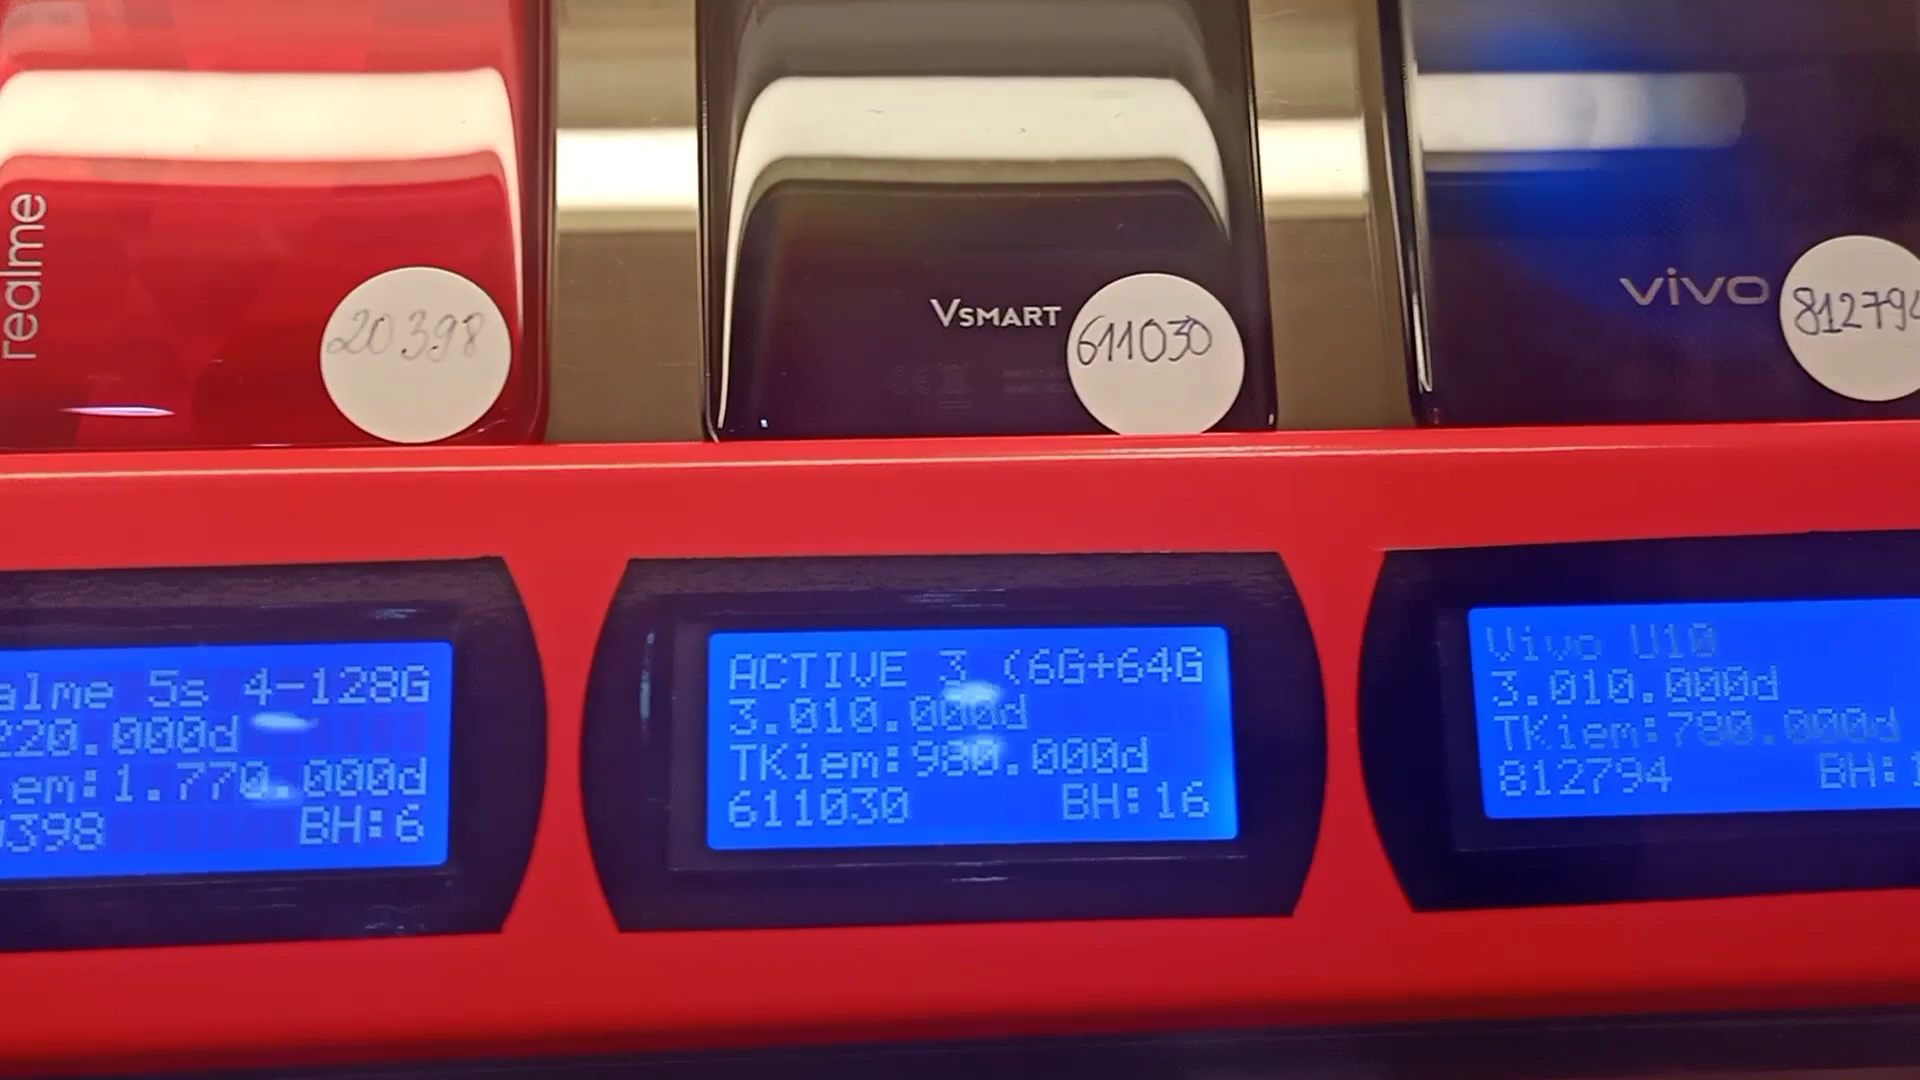 realme
20398
VSMART
611030
vivo
812794
alme 5s 4-128G
220.000d
iem:1.770.000d
0398 BH:6
ACTIVE 3 (6G+64G
3.010.000d
TKiem:980.000d
611030 BH:16
Vivo U10
3.010.000d
TKiem:780.000d
812794 BH:1